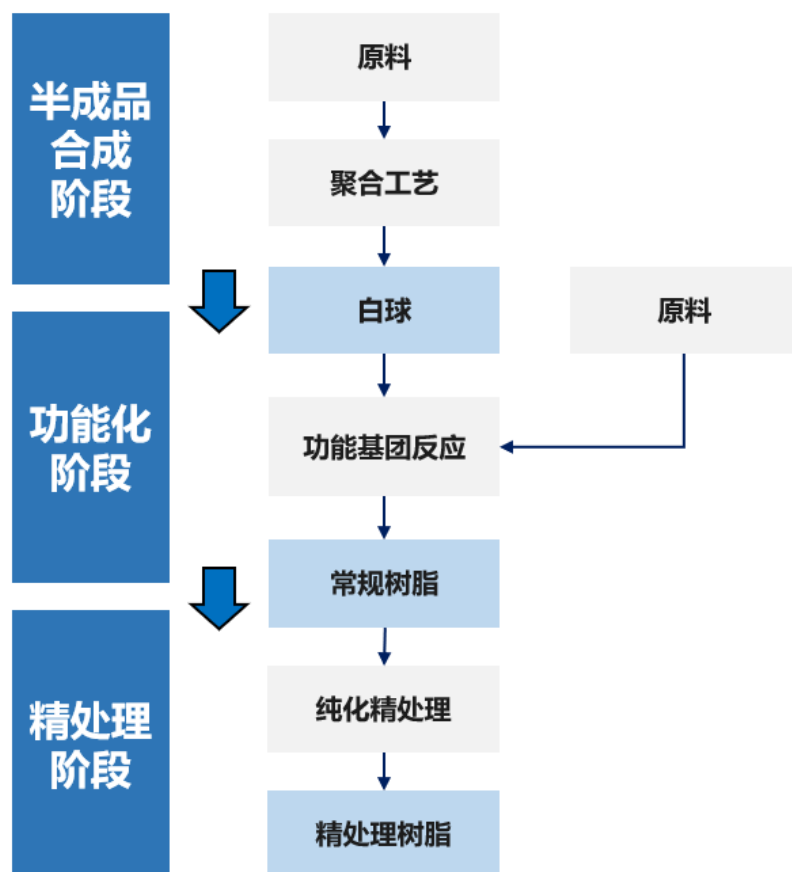 半成品
合成
阶段
功能化
阶段
精处理
阶段
原料
聚合工艺
白球
原料
功能基团反应
常规树脂
纯化精处理
精处理树脂